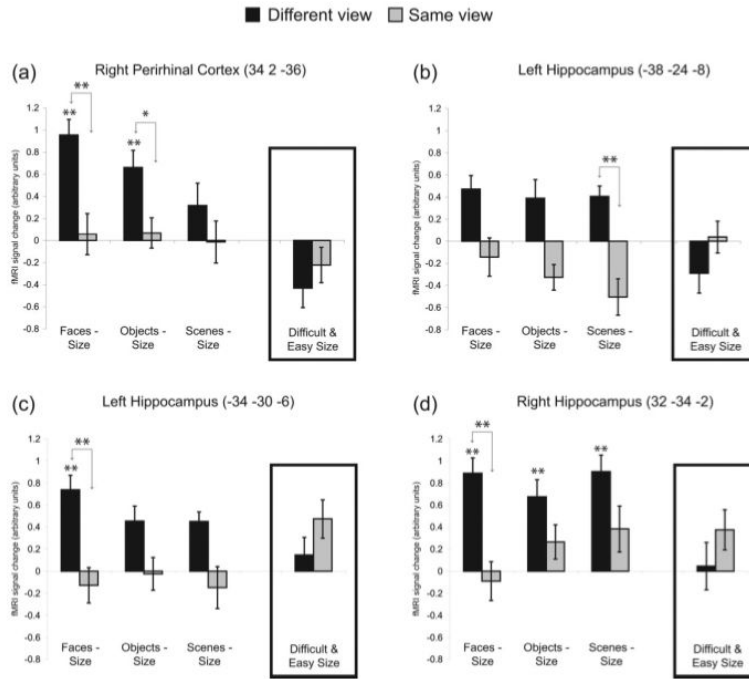 Different view Same view
(a) Right Perirhinal Cortex (34 2 -36)
**
** *
**
fMRI signal change (arbitrary units)
1.2
1
0.8
0.6
0.4
0.2
0
-0.2
-0.4
-0.6
-0.8
Faces - Objects - Scenes - Difficult &
Size Size Size Easy Size
(b) Left Hippocampus (-38 -24 -8)
**
fMRI signal change (arbitrary units)
1.2
1
0.8
0.6
0.4
0.2
0
-0.2
-0.4
-0.6
-0.8
Faces - Objects - Scenes - Difficult &
Size Size Size Easy Size
(c) Left Hippocampus (-34 -30 -6)
**
**
fMRI signal change (arbitrary units)
1.2
1
0.8
0.6
0.4
0.2
0
-0.2
-0.4
-0.6
-0.8
Faces - Objects - Scenes - Difficult &
Size Size Size Easy Size
(d) Right Hippocampus (32 -34 -2)
**
** ** **
fMRI signal change (arbitrary units)
1.2
1
0.8
0.6
0.4
0.2
0
-0.2
-0.4
-0.6
-0.8
Faces - Objects - Scenes - Difficult &
Size Size Size Easy Size